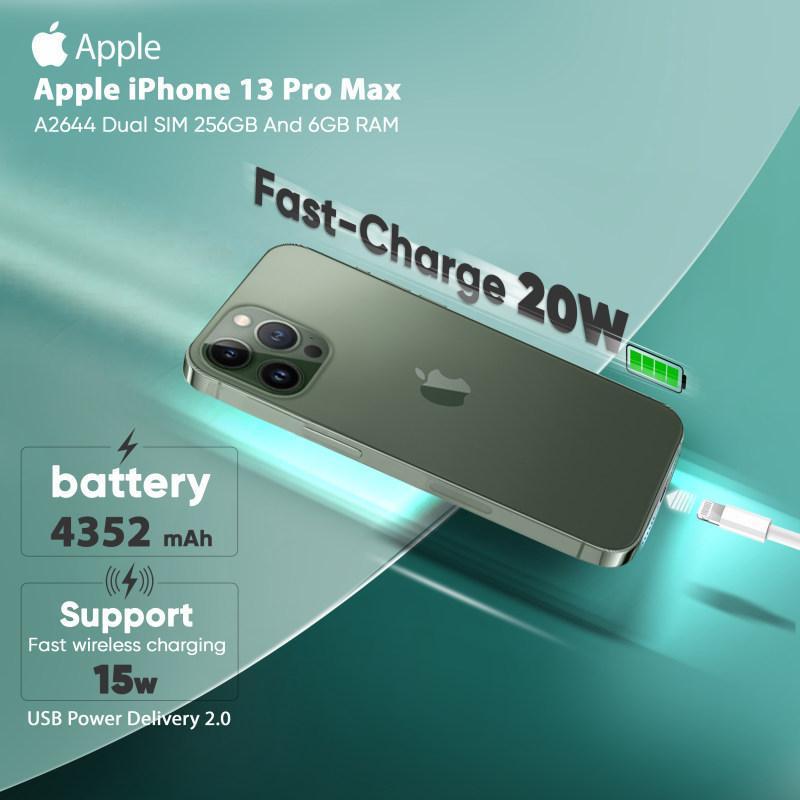 Apple
Apple iPhone 13 Pro Max
A2644 Dual SIM 256GB And 6GB RAM
Fast-Charge 20W
battery
4352 mAh
Support
Fast wireless charging
15w
USB Power Delivery 2.0